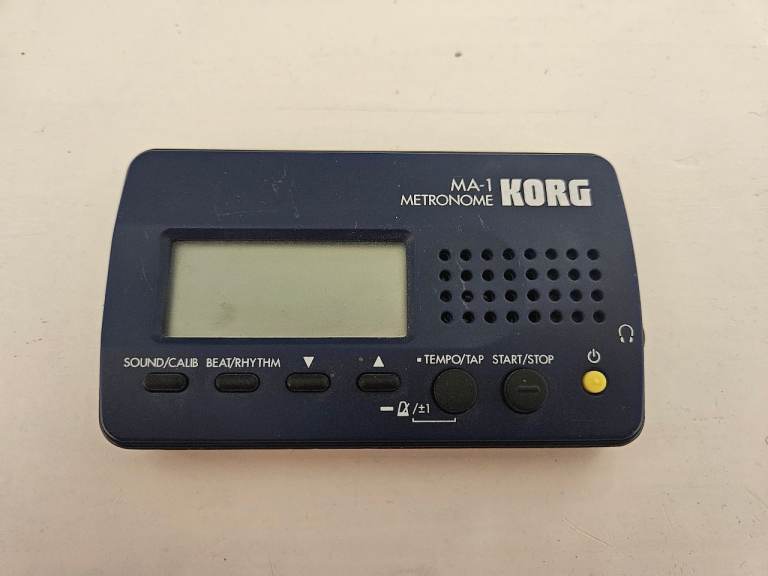 MA-1
METRONOME KORG
SOUND/CALIB BEAT/RHYTHM ▼ ▲ TEMPO/TAP START/STOP
/±1